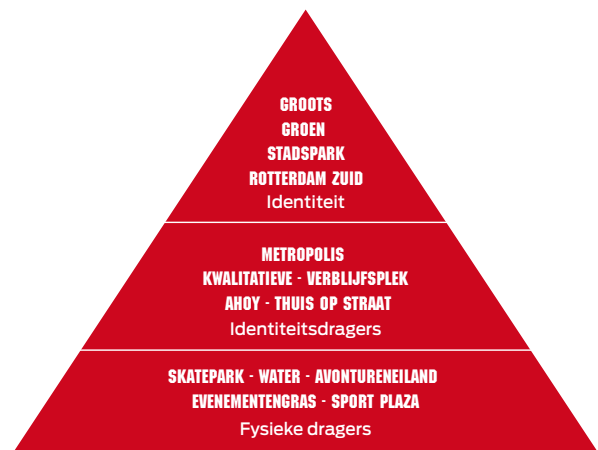 GROOTS
GROEN
STADSPARK
ROTTERDAM ZUID
Identiteit
METROPOLIS
KWALITATIEVE - VERBLIJFSPLEK
AHOY - THUIS OP STRAAT
Identiteitsdragers
SKATEPARK - WATER - AVONTURENEILAND
EVENEMENTENGRAS - SPORT PLAZA
Fysieke dragers